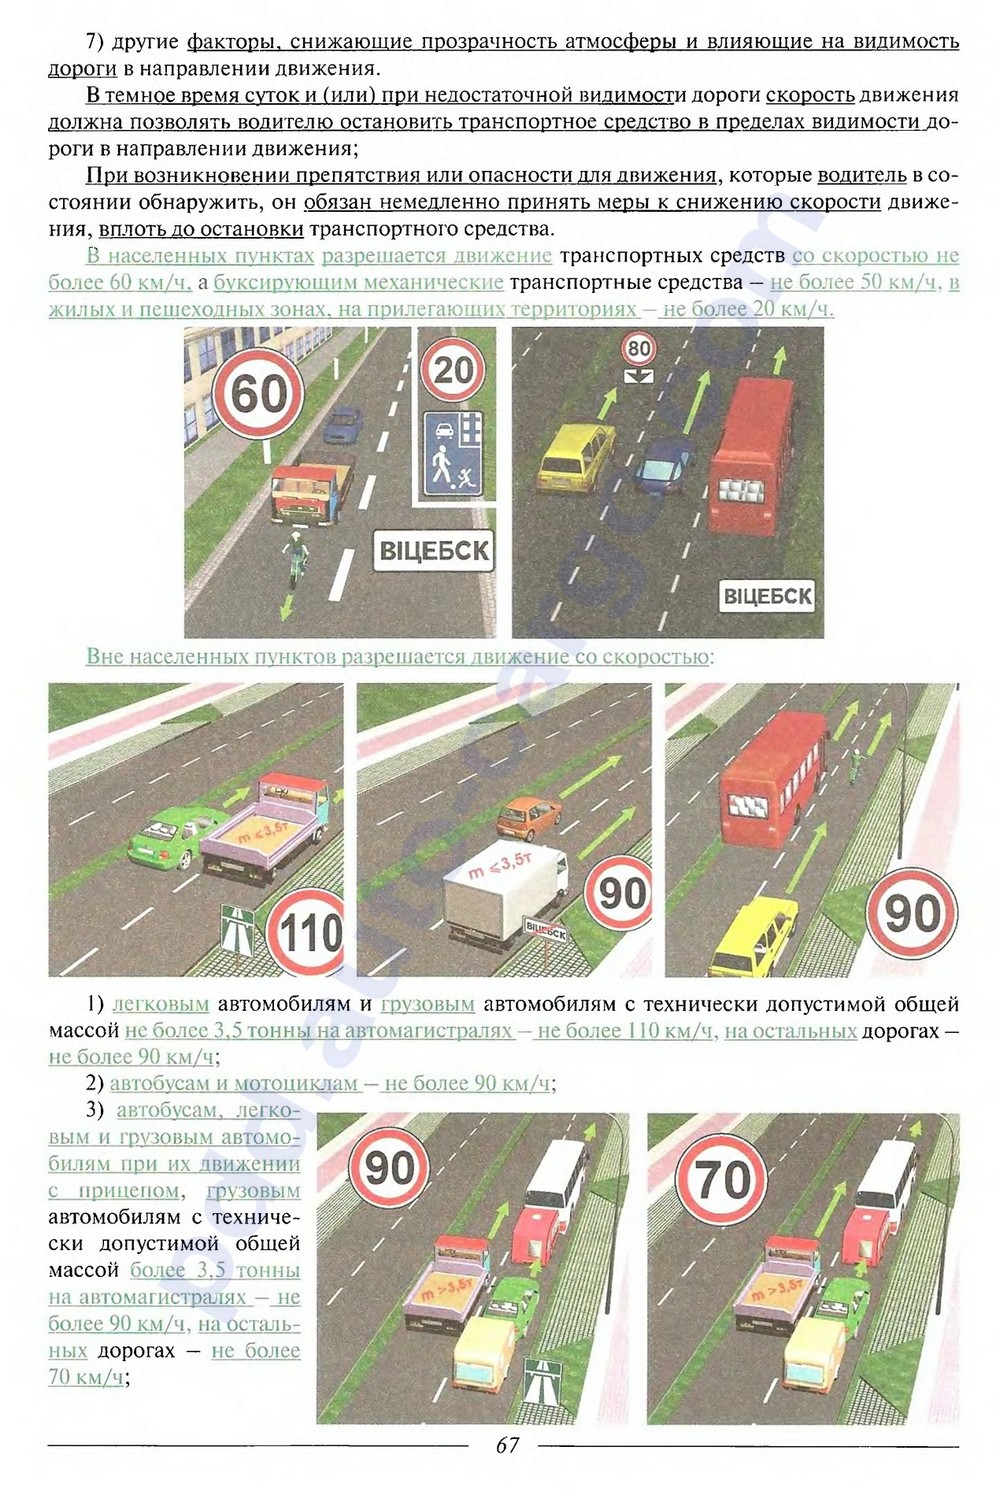 7) другие факторы, снижающие прозрачность атмосферы и влияющие на видимость
дороги в направлении движения.
В темное время суток и (или) при недостаточной видимости дороги скорость движения
должна позволять водителю остановить транспортное средство в пределах видимости до-
роги в направлении движения;
При возникновении препятствия или опасности для движения, которые водитель в со-
стоянии обнаружить, он обязан немедленно принять меры к снижению скорости движе-
ния, вплоть до остановки транспортного средства.
В населенных пунктах разрешается движение транспортных средств со скоростью не
более 60 км/ч, а буксирующим механические транспортные средства – не более 50 км/ч, в
жилых и пешеходных зонах, на прилегающих территориях – не более 20 км/ч.
60
20
ВІЦЕБСК
80
ВІЦЕБСК
Вне населенных пунктов разрешается движение со скоростью:
m ⩽3,5т
110
m ⩽3,5т
ВІЦЕБСК
90
90
1) легковым автомобилям и грузовым автомобилям с технически допустимой общей
массой не более 3,5 тонны на автомагистралях – не более 110 км/ч, на остальных дорогах –
не более 90 км/ч;
2) автобусам и мотоциклам – не более 90 км/ч;
3) автобусам, легко-
вым и грузовым автомо-
билям при их движении
с прицепом, грузовым
автомобилям с техниче-
ски допустимой общей
массой более 3,5 тонны
на автомагистралях – не
более 90 км/ч, на осталь-
ных дорогах – не более
70 км/ч;
90
m >3,5т
70
m >3,5т
67